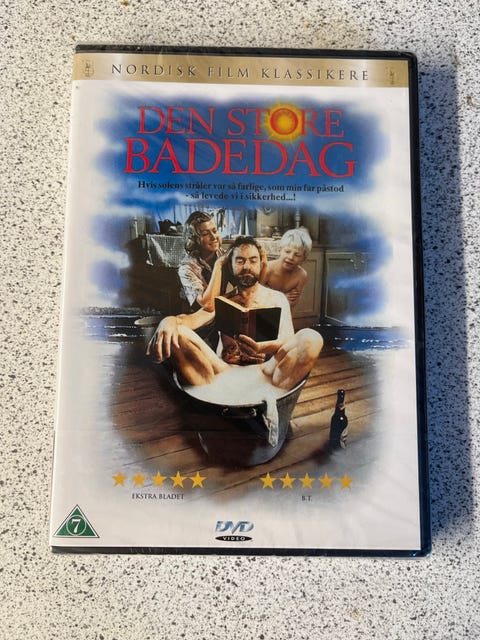 NORDISK FILM KLASSIKERE
DEN STORE
BADEDAG
Hvis solens stråler var så farlige, som min far påstod
- så levede vi i sikkerhed...!
EKSTRA BLADET
B.T.
7
DVD
VIDEO